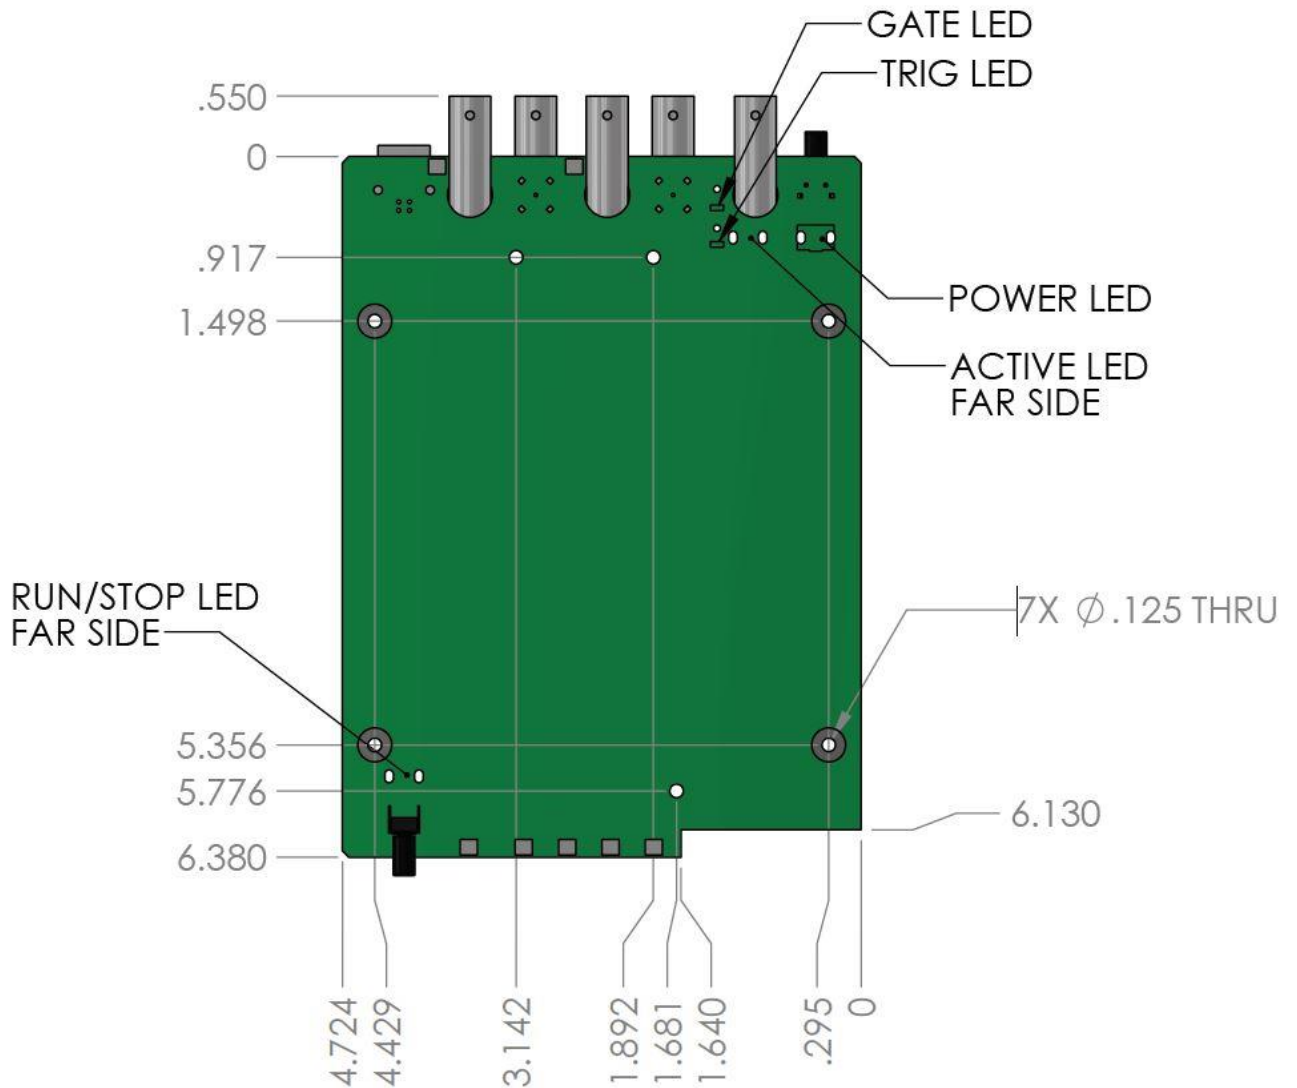 GATE LED
TRIG LED
.550
0
.917
POWER LED
1.498
ACTIVE LED
FAR SIDE
RUN/STOP LED
FAR SIDE
7X Ø .125 THRU
5.356
5.776
6.130
6.380
4.724
4.429
3.142
1.892
1.681
1.640
.295
0